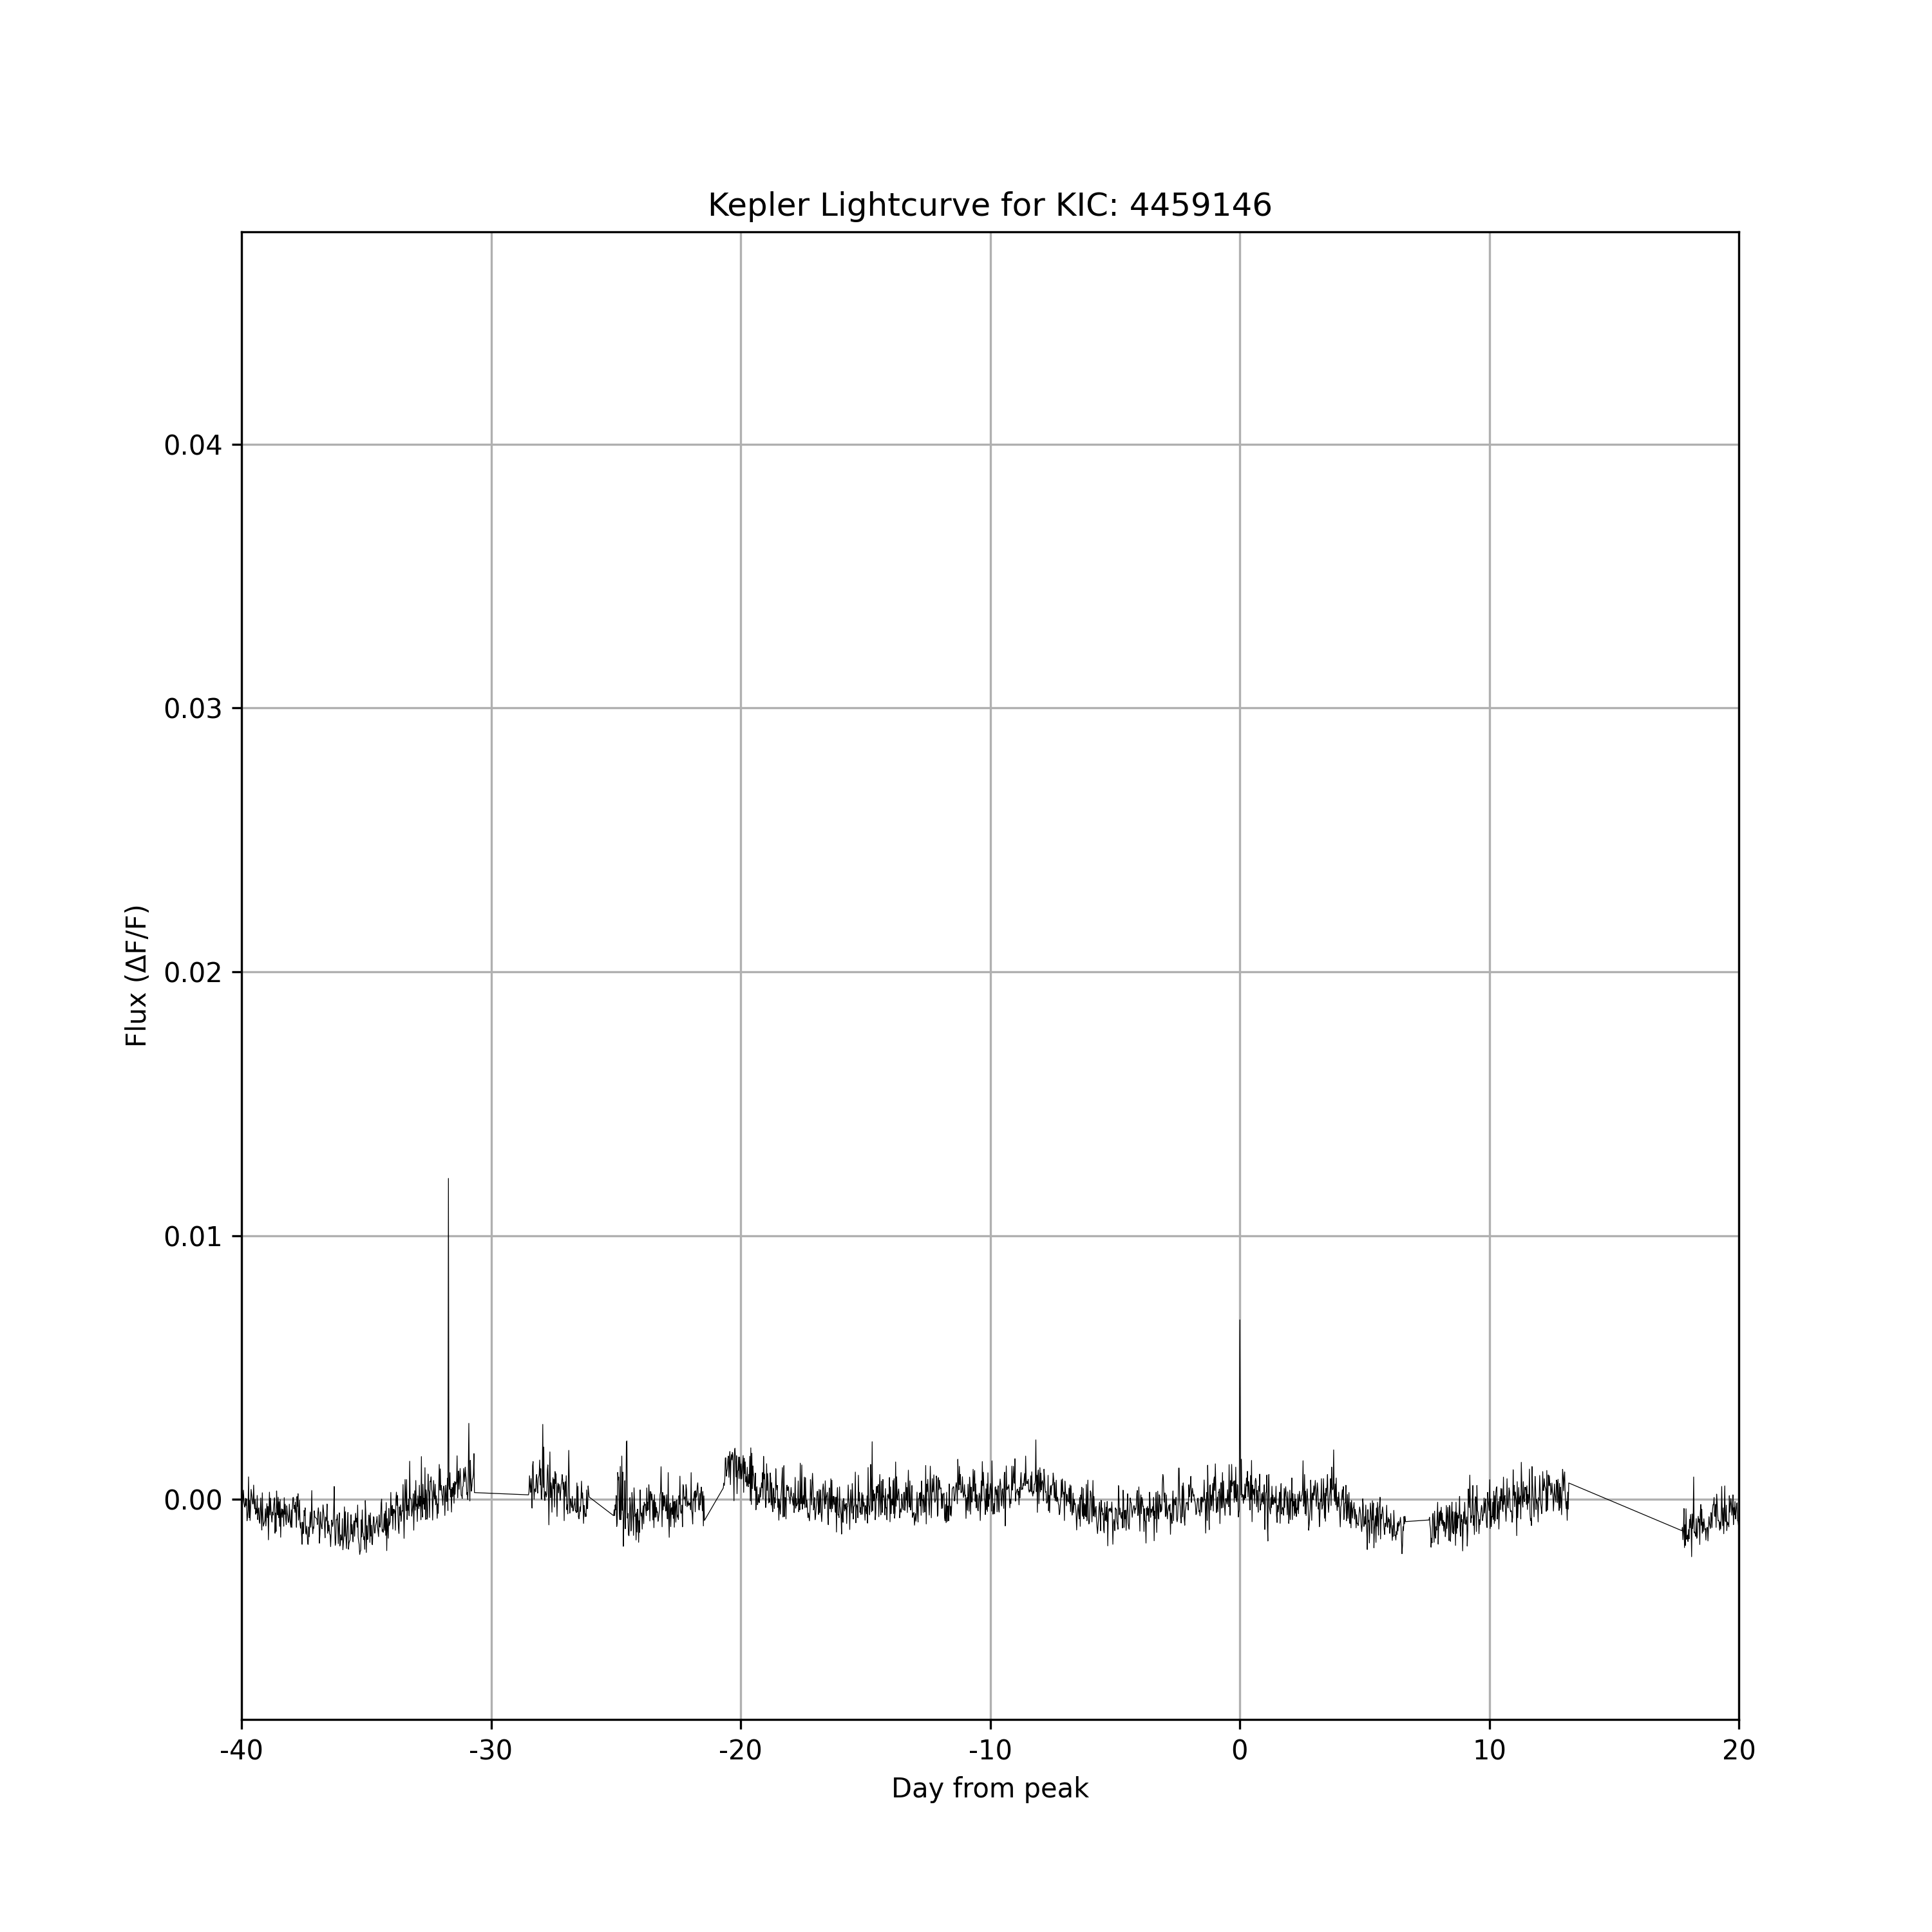 Kepler Lightcurve for KIC: 4459146
Flux (ΔF/F)
0.04
0.03
0.02
0.01
0.00
-40 -30 -20 -10 0 10 20
Day from peak